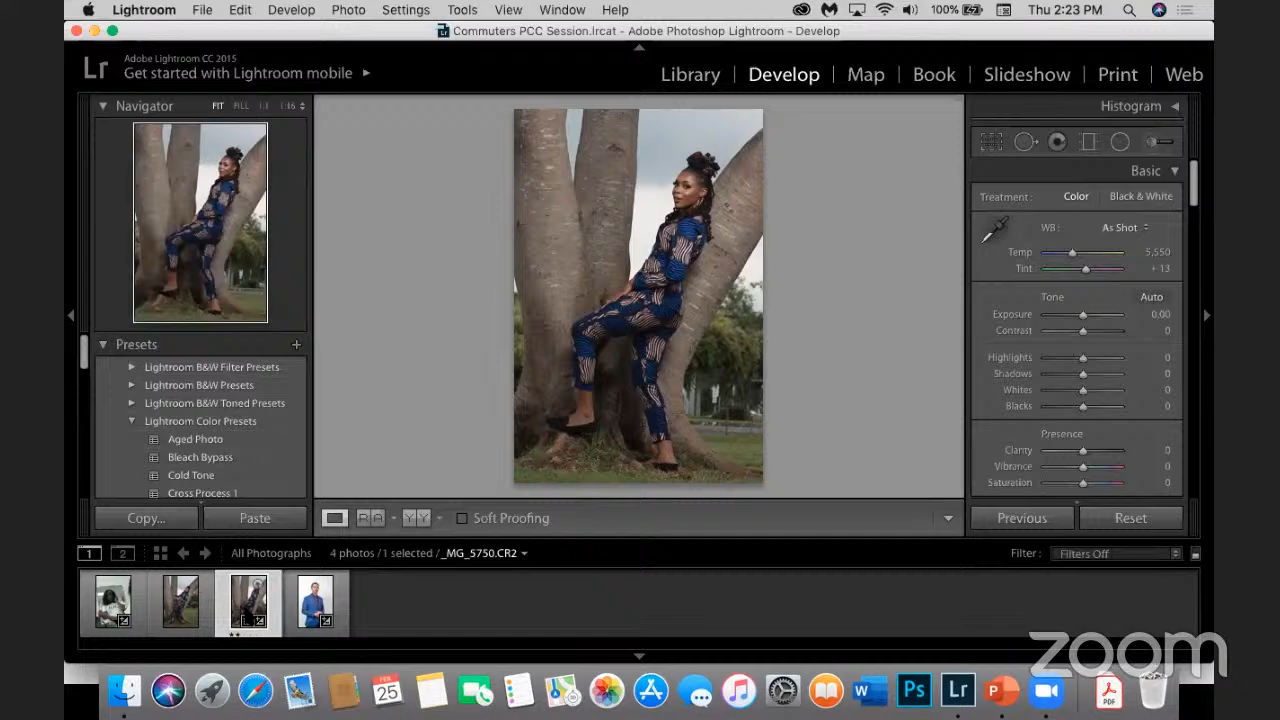 Lightroom File Edit Develop Photo Settings Tools View Window Help 100% Thu 2:23 PM
Commuters PCC Session.lrcat - Adobe Photoshop Lightroom - Develop
Lr Adobe Lightroom CC 2015
Get started with Lightroom mobile
Library | Develop | Map | Book | Slideshow | Print | Web
Navigator FIT FILL 1:1 1:16
Histogram
Basic
Treatment : Color Black & White
WB : As Shot
Temp 5,550
Tint + 13
Tone Auto
Exposure 0.00
Contrast 0
Highlights 0
Shadows 0
Whites 0
Blacks 0
Presence
Clarity 0
Vibrance 0
Saturation 0
Presets
Lightroom B&W Filter Presets
Lightroom B&W Presets
Lightroom B&W Toned Presets
Lightroom Color Presets
Aged Photo
Bleach Bypass
Cold Tone
Cross Process 1
Copy... Paste
R A Y Y Soft Proofing
Previous Reset
1 2 All Photographs 4 photos / 1 selected / _MG_5750.CR2
Filter : Filters Off
zoom
FEB
25
W Ps Lr P
PDF